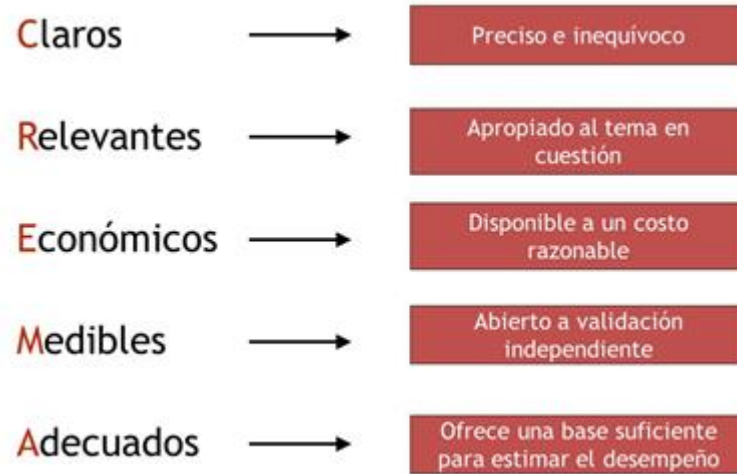 Claros
Preciso e inequívoco
Relevantes
Apropiado al tema en
cuestión
Económicos
Disponible a un costo
razonable
Medibles
Abierto a validación
independiente
Adecuados
Ofrece una base suficiente
para estimar el desempeño